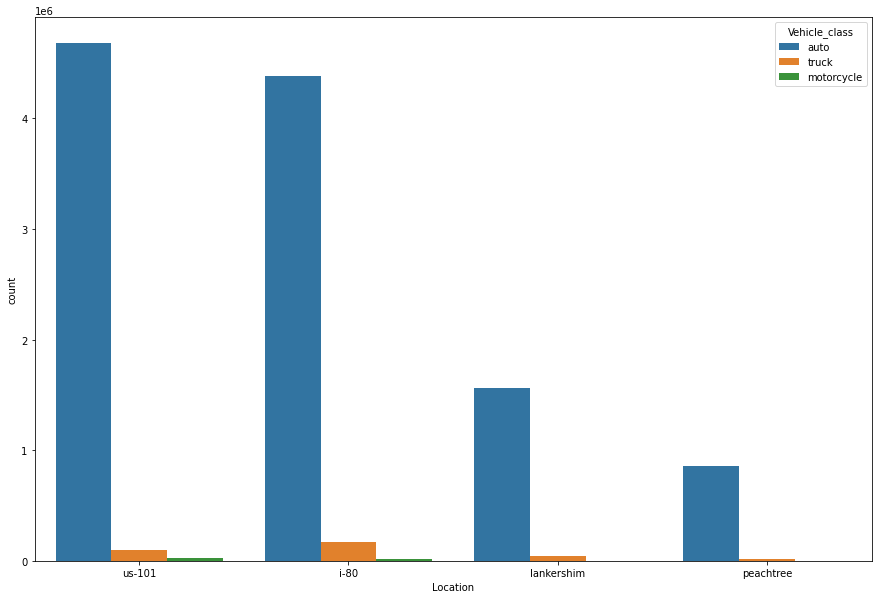 1e6
Vehicle_class
auto
truck
motorcycle
4
3
2
1
0
count
us-101 i-80 lankershim peachtree
Location